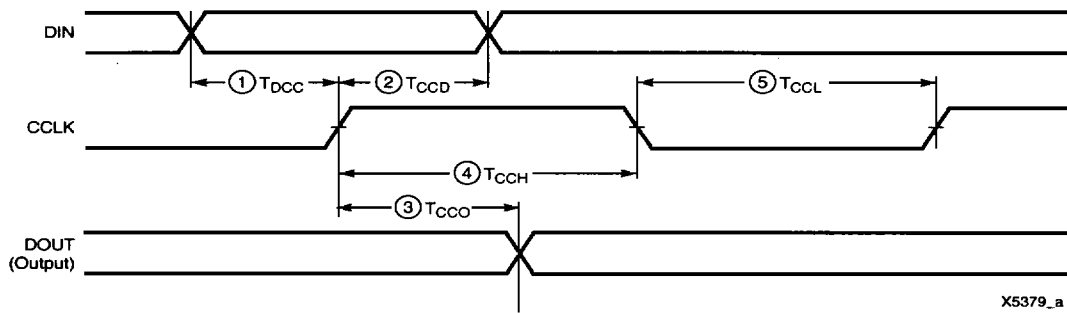 DIN
① TDCC
② TCCD
⑤ TCCL
CCLK
④ TCCH
③ TCCO
DOUT
(Output)
X5379_a